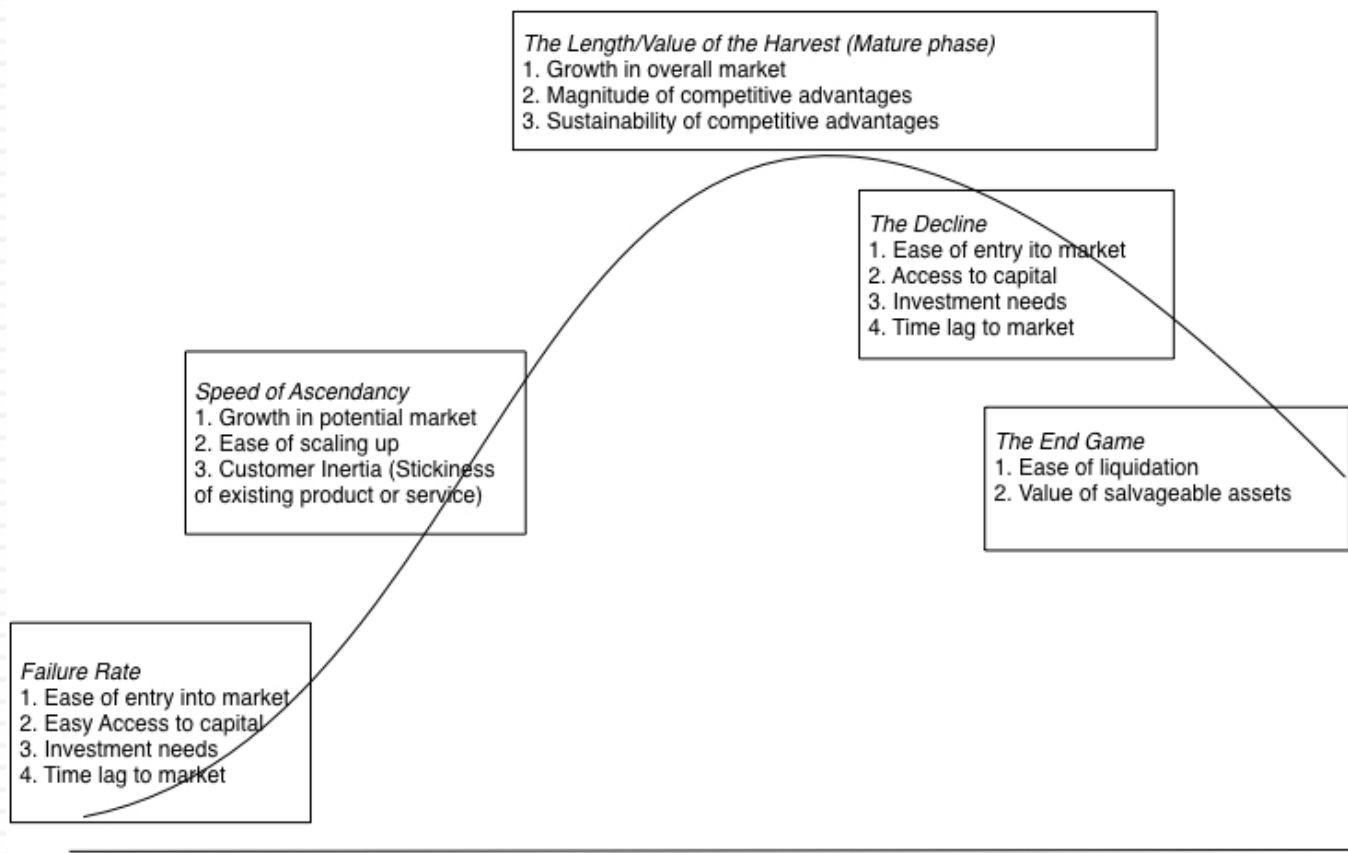 The Length/Value of the Harvest (Mature phase)
1. Growth in overall market
2. Magnitude of competitive advantages
3. Sustainability of competitive advantages
The Decline
1. Ease of entry ito market
2. Access to capital
3. Investment needs
4. Time lag to market
Speed of Ascendancy
1. Growth in potential market
2. Ease of scaling up
3. Customer Inertia (Stickiness
of existing product or service)
The End Game
1. Ease of liquidation
2. Value of salvageable assets
Failure Rate
1. Ease of entry into market
2. Easy Access to capital
3. Investment needs
4. Time lag to market